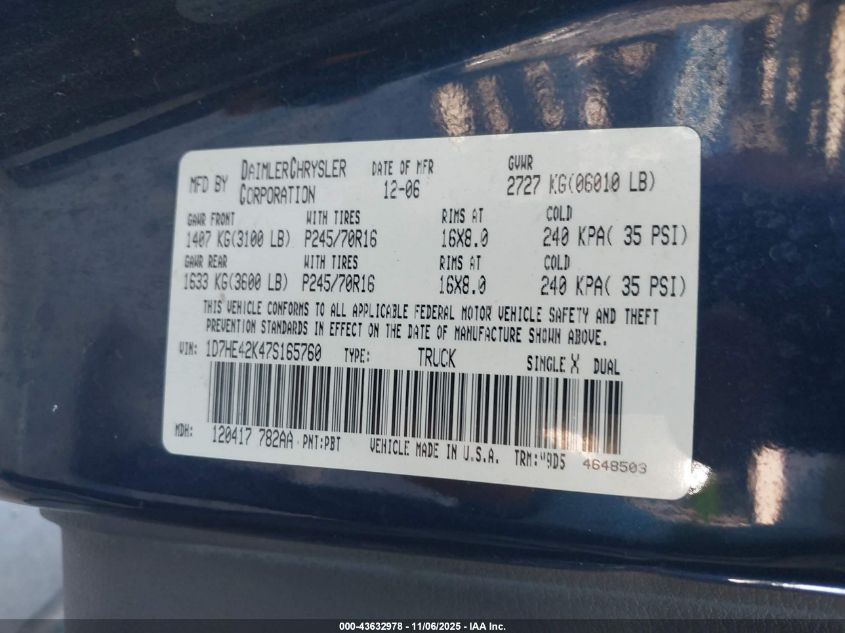 MFD BY DAIMLERCHRYSLER CORPORATION DATE OF MFR 12-06 GVWR 2727 KG(06010 LB)
GAWR FRONT WITH TIRES RIMS AT COLD
1407 KG(3100 LB) P245/70R16 16X8.0 240 KPA( 35 PSI)
GAWR REAR WITH TIRES RIMS AT COLD
1633 KG(3600 LB) P245/70R16 16X8.0 240 KPA( 35 PSI)
THIS VEHICLE CONFORMS TO ALL APPLICABLE FEDERAL MOTOR VEHICLE SAFETY AND THEFT
PREVENTION STANDARDS IN EFFECT ON THE DATE OF MANUFACTURE SHOWN ABOVE.
VIN: 1D7HE42K47S165760 TYPE: TRUCK SINGLE X DUAL
MDH: 120417 782AA PNT:PBT VEHICLE MADE IN U.S.A. TRM: 4648503
000-43632978 - 11/06/2025 - IAA Inc.